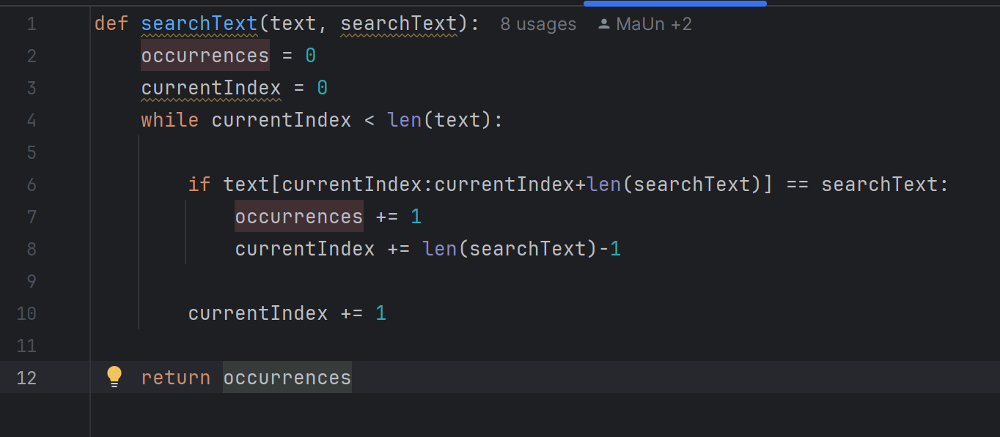 1 def searchText(text, searchText): 8 usages MaUn +2
2 occurrences = 0
3 currentIndex = 0
4 while currentIndex < len(text):
5
6 if text[currentIndex:currentIndex+len(searchText)] == searchText:
7 occurrences += 1
8 currentIndex += len(searchText)-1
9
10 currentIndex += 1
11
12 return occurrences